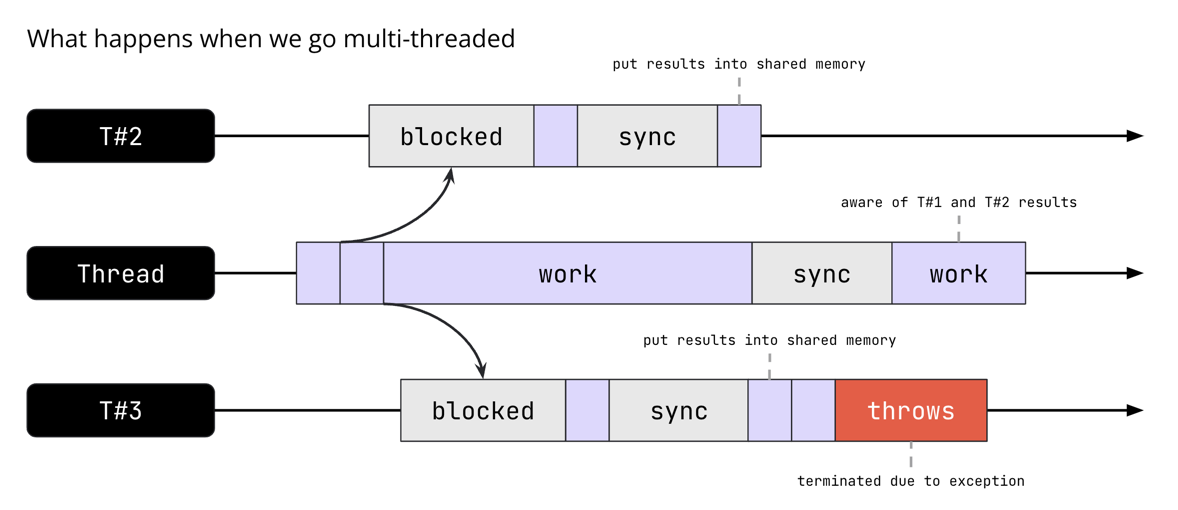 What happens when we go multi-threaded
put results into shared memory
T#2
blocked
sync
aware of T#1 and T#2 results
Thread
work
sync
work
put results into shared memory
T#3
blocked
sync
throws
terminated due to exception